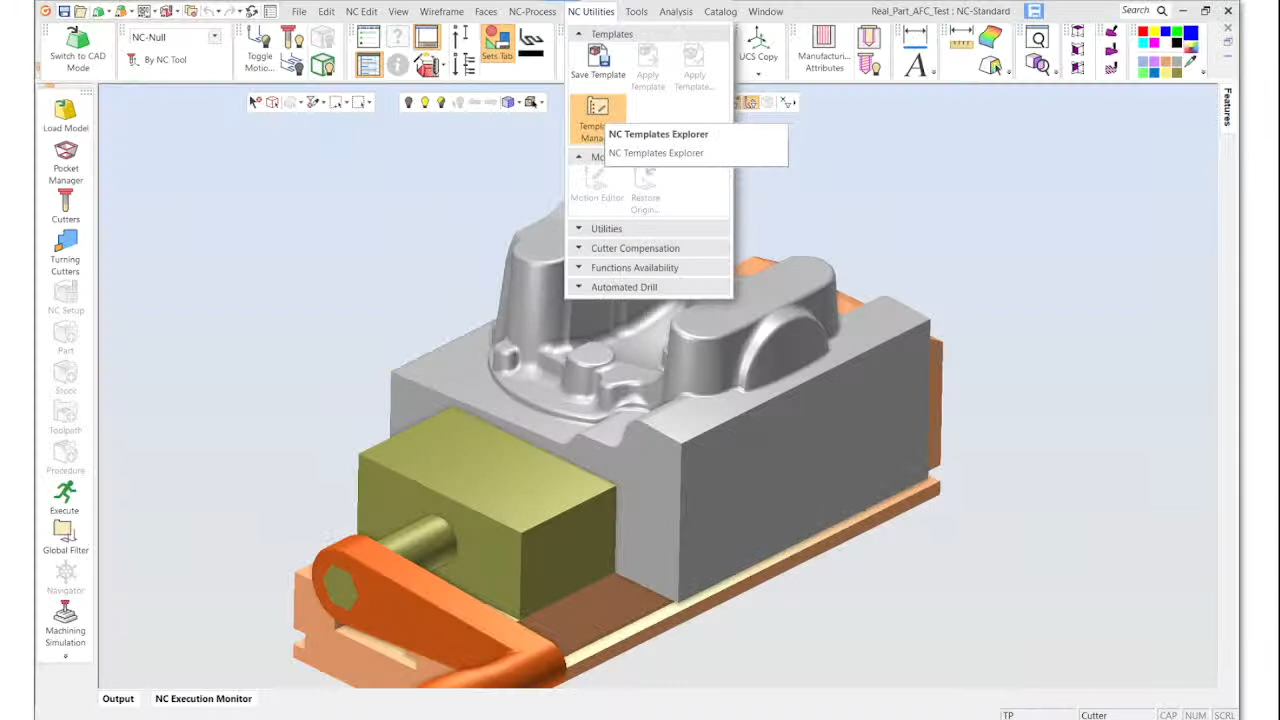 File Edit NC Edit View Wireframe Faces NC-Process NC Utilities Tools Analysis Catalog
Real_Part_AFC_Test : NC-Standard
Search
Switch to CAD
Mode
NC-Null
By NC Tool
Toggle
Motio...
Sets Tab
UCS Copy
Manufacturi...
Attributes
Templates
Save Template
Apply
Template
Apply
Template...
NC Templates Explorer
NC Templates Explorer
Motion Editor
Restore
Origin...
Utilities
Cutter Compensation
Functions Availability
Automated Drill
Features
Load Model
Pocket
Manager
Cutters
Turning
Cutters
NC Setup
Part
Stock
Toolpath
Procedure
Execute
Global Filter
Navigator
Machining
Simulation
Output
NC Execution Monitor
TP
Cutter
CAP NUM SCRL